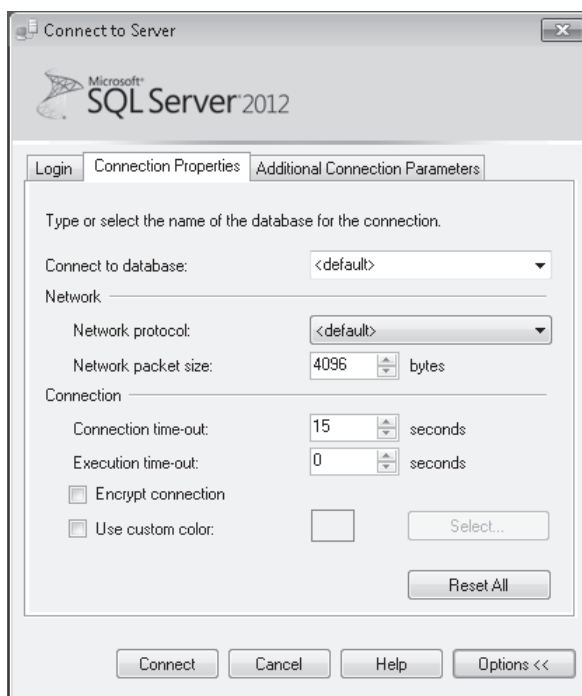 Connect to Server
Microsoft®
SQL Server® 2012
Login Connection Properties Additional Connection Parameters
Type or select the name of the database for the connection.
Connect to database: <default>
Network
Network protocol: <default>
Network packet size: 4096 bytes
Connection
Connection time-out: 15 seconds
Execution time-out: 0 seconds
Encrypt connection
Use custom color: Select...
Reset All
Connect Cancel Help Options <<